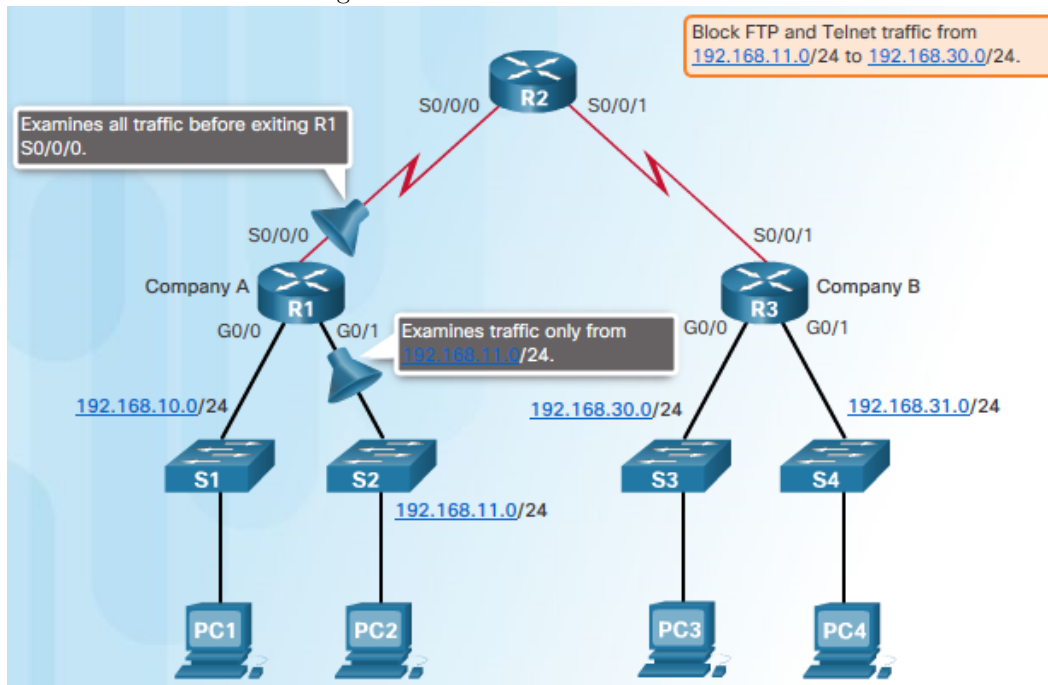 Block FTP and Telnet traffic from
192.168.11.0/24 to 192.168.30.0/24.
R2
S0/0/0
S0/0/1
Examines all traffic before exiting R1
S0/0/0.
S0/0/0
S0/0/1
Company A
R1
R3
Company B
G0/0
G0/1
Examines traffic only from
192.168.11.0/24.
G0/0
G0/1
192.168.10.0/24
192.168.30.0/24
192.168.31.0/24
S1
S2
S3
S4
192.168.11.0/24
PC1
PC2
PC3
PC4